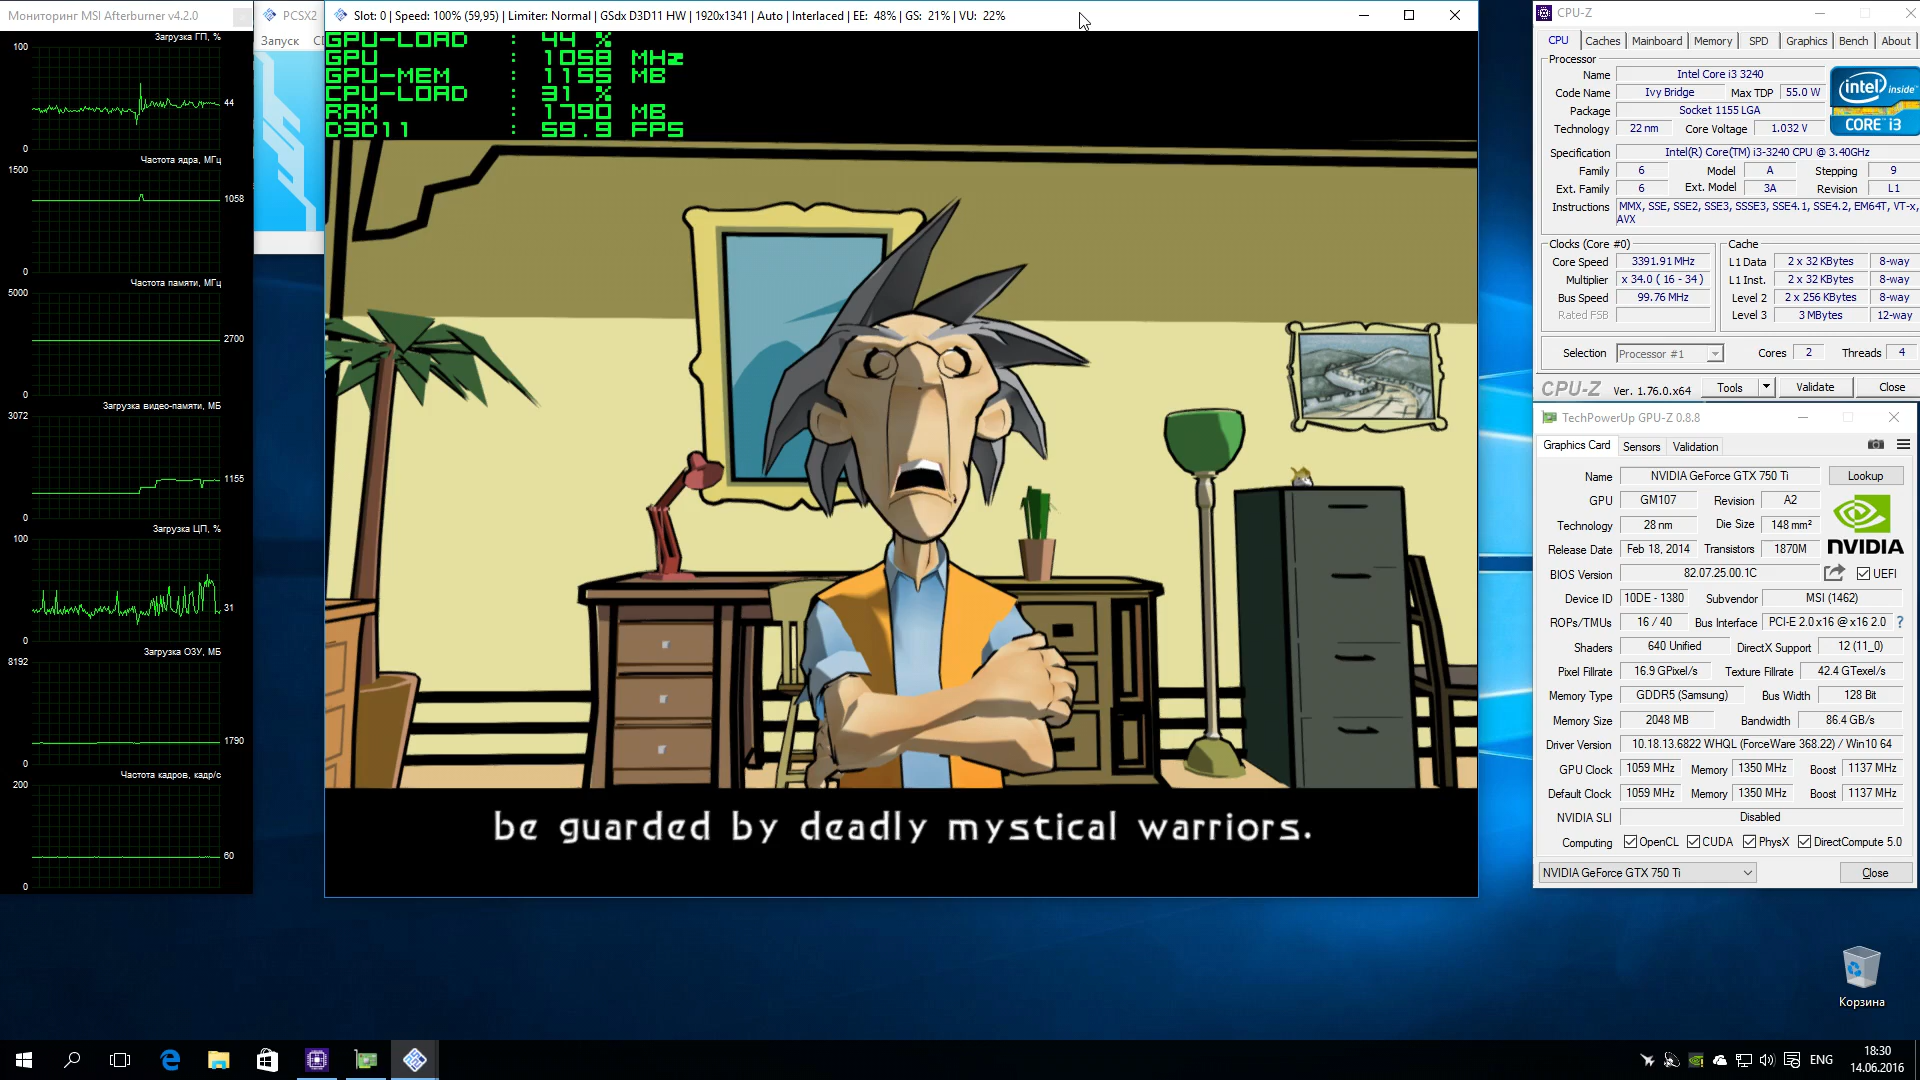 Мониторинг MSI Afterburner v4.2.0
Загрузка ГП, %
100
44
0
Частота ядра, МГц
1500
1058
0
Частота памяти, МГц
5000
2700
0
Загрузка видео-памяти, МБ
3072
1155
0
Загрузка ЦП, %
100
31
0
Загрузка ОЗУ, МБ
8192
1790
0
Частота кадров, кадр/с
200
60
0
PCSX2
Запуск
Slot: 0 | Speed: 100% (59,95) | Limiter: Normal | GSdx D3D11 HW | 1920x1341 | Auto | Interlaced | EE: 48% | GS: 21% | VU: 22%
GPU-LOAD : 44 %
GPU : 1058 MHz
GPU-MEM : 1155 MB
CPU-LOAD : 31 %
RAM : 1790 MB
D3D11 : 59.9 FPS
be guarded by deadly mystical warriors.
CPU-Z
CPU Caches Mainboard Memory SPD Graphics Bench About
Processor
Name Intel Core i3 3240
Code Name Ivy Bridge Max TDP 55.0 W
Package Socket 1155 LGA
Technology 22 nm Core Voltage 1.032 V
intel inside
CORE i3
Specification Intel(R) Core(TM) i3-3240 CPU @ 3.40GHz
Family 6 Model A Stepping 9
Ext. Family 6 Ext. Model 3A Revision L1
Instructions MMX, SSE, SSE2, SSE3, SSSE3, SSE4.1, SSE4.2, EM64T, VT-x,
AVX
Clocks (Core #0) Cache
Core Speed 3391.91 MHz L1 Data 2 x 32 KBytes 8-way
Multiplier x 34.0 ( 16 - 34 ) L1 Inst. 2 x 32 KBytes 8-way
Bus Speed 99.76 MHz Level 2 2 x 256 KBytes 8-way
Rated FSB Level 3 3 MBytes 12-way
Selection Processor #1 Cores 2 Threads 4
CPU-Z Ver. 1.76.0.x64 Tools Validate Close
TechPowerUp GPU-Z 0.8.8
Graphics Card Sensors Validation
Name NVIDIA GeForce GTX 750 Ti Lookup
GPU GM107 Revision A2
Technology 28 nm Die Size 148 mm²
Release Date Feb 18, 2014 Transistors 1870M
NVIDIA
BIOS Version 82.07.25.00.1C UEFI
Device ID 10DE - 1380 Subvendor MSI (1462)
ROPs/TMUs 16 / 40 Bus Interface PCI-E 2.0 x16 @ x16 2.0 ?
Shaders 640 Unified DirectX Support 12 (11_0)
Pixel Fillrate 16.9 GPixel/s Texture Fillrate 42.4 GTexel/s
Memory Type GDDR5 (Samsung) Bus Width 128 Bit
Memory Size 2048 MB Bandwidth 86.4 GB/s
Driver Version 10.18.13.6822 WHQL (ForceWare 368.22) / Win10 64
GPU Clock 1059 MHz Memory 1350 MHz Boost 1137 MHz
Default Clock 1059 MHz Memory 1350 MHz Boost 1137 MHz
NVIDIA SLI Disabled
Computing OpenCL CUDA PhysX DirectCompute 5.0
NVIDIA GeForce GTX 750 Ti Close
Корзина
ENG
18:30
14.06.2016